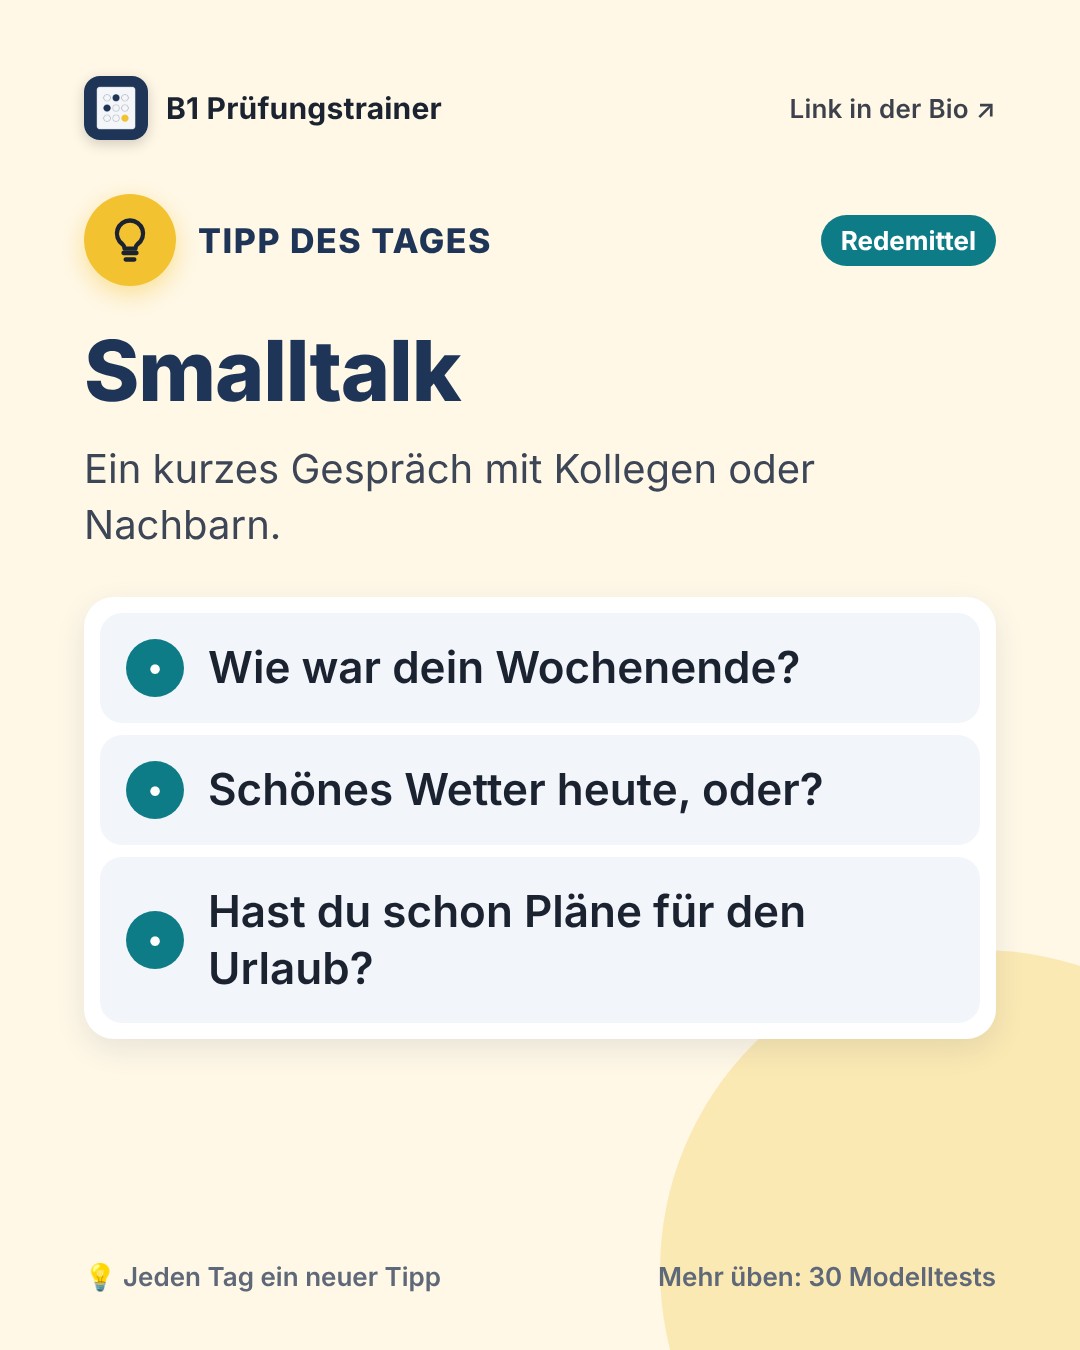 B1 Prüfungstrainer
Link in der Bio ↗
TIPP DES TAGES
Redemittel
Smalltalk
Ein kurzes Gespräch mit Kollegen oder
Nachbarn.
Wie war dein Wochenende?
Schönes Wetter heute, oder?
Hast du schon Pläne für den
Urlaub?
💡 Jeden Tag ein neuer Tipp
Mehr üben: 30 Modelltests